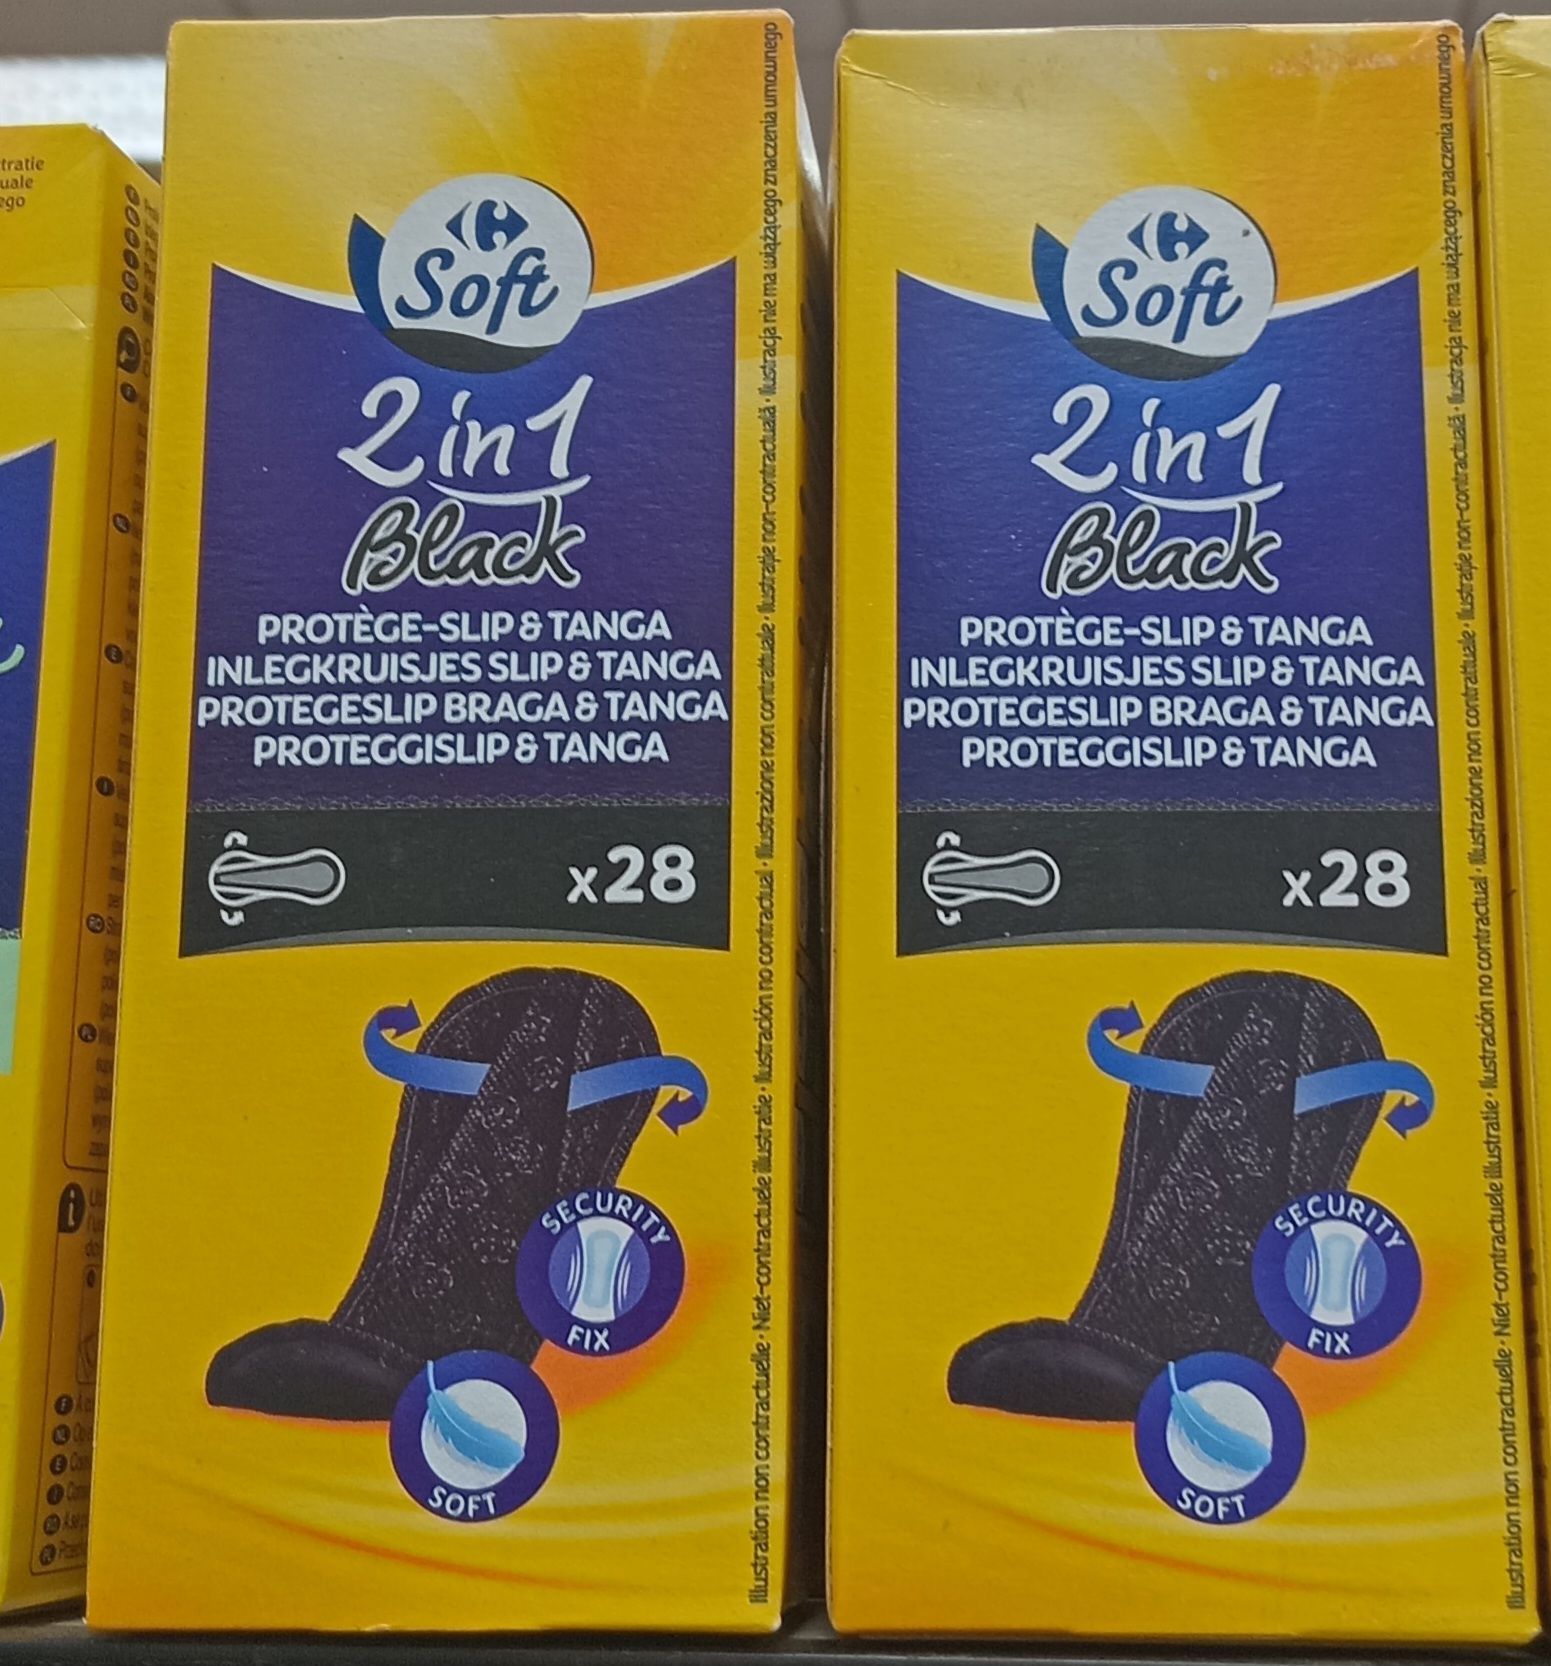 tratie
uale
ego
Soft
2 in 1
Black
PROTÈGE-SLIP & TANGA
INLEGKRUISJES SLIP & TANGA
PROTEGESLIP BRAGA & TANGA
PROTEGGISLIP & TANGA
x28
SECURITY
FIX
SOFT
Illustration non contractuelle · Niet-contractuele illustratie · Ilustración no contractual · Illustrazione non contrattuale · Ilustrație non-contractuală · Ilustracja nie ma wiążącego znaczenia umownego
Soft
2 in 1
Black
PROTÈGE-SLIP & TANGA
INLEGKRUISJES SLIP & TANGA
PROTEGESLIP BRAGA & TANGA
PROTEGGISLIP & TANGA
x28
SECURITY
FIX
SOFT
Illustration non contractuelle · Niet-contractuele illustratie · Ilustración no contractual · Illustrazione non contrattuale · Ilustrație non-contractuală · Ilustracja nie ma wiążącego znaczenia umownego